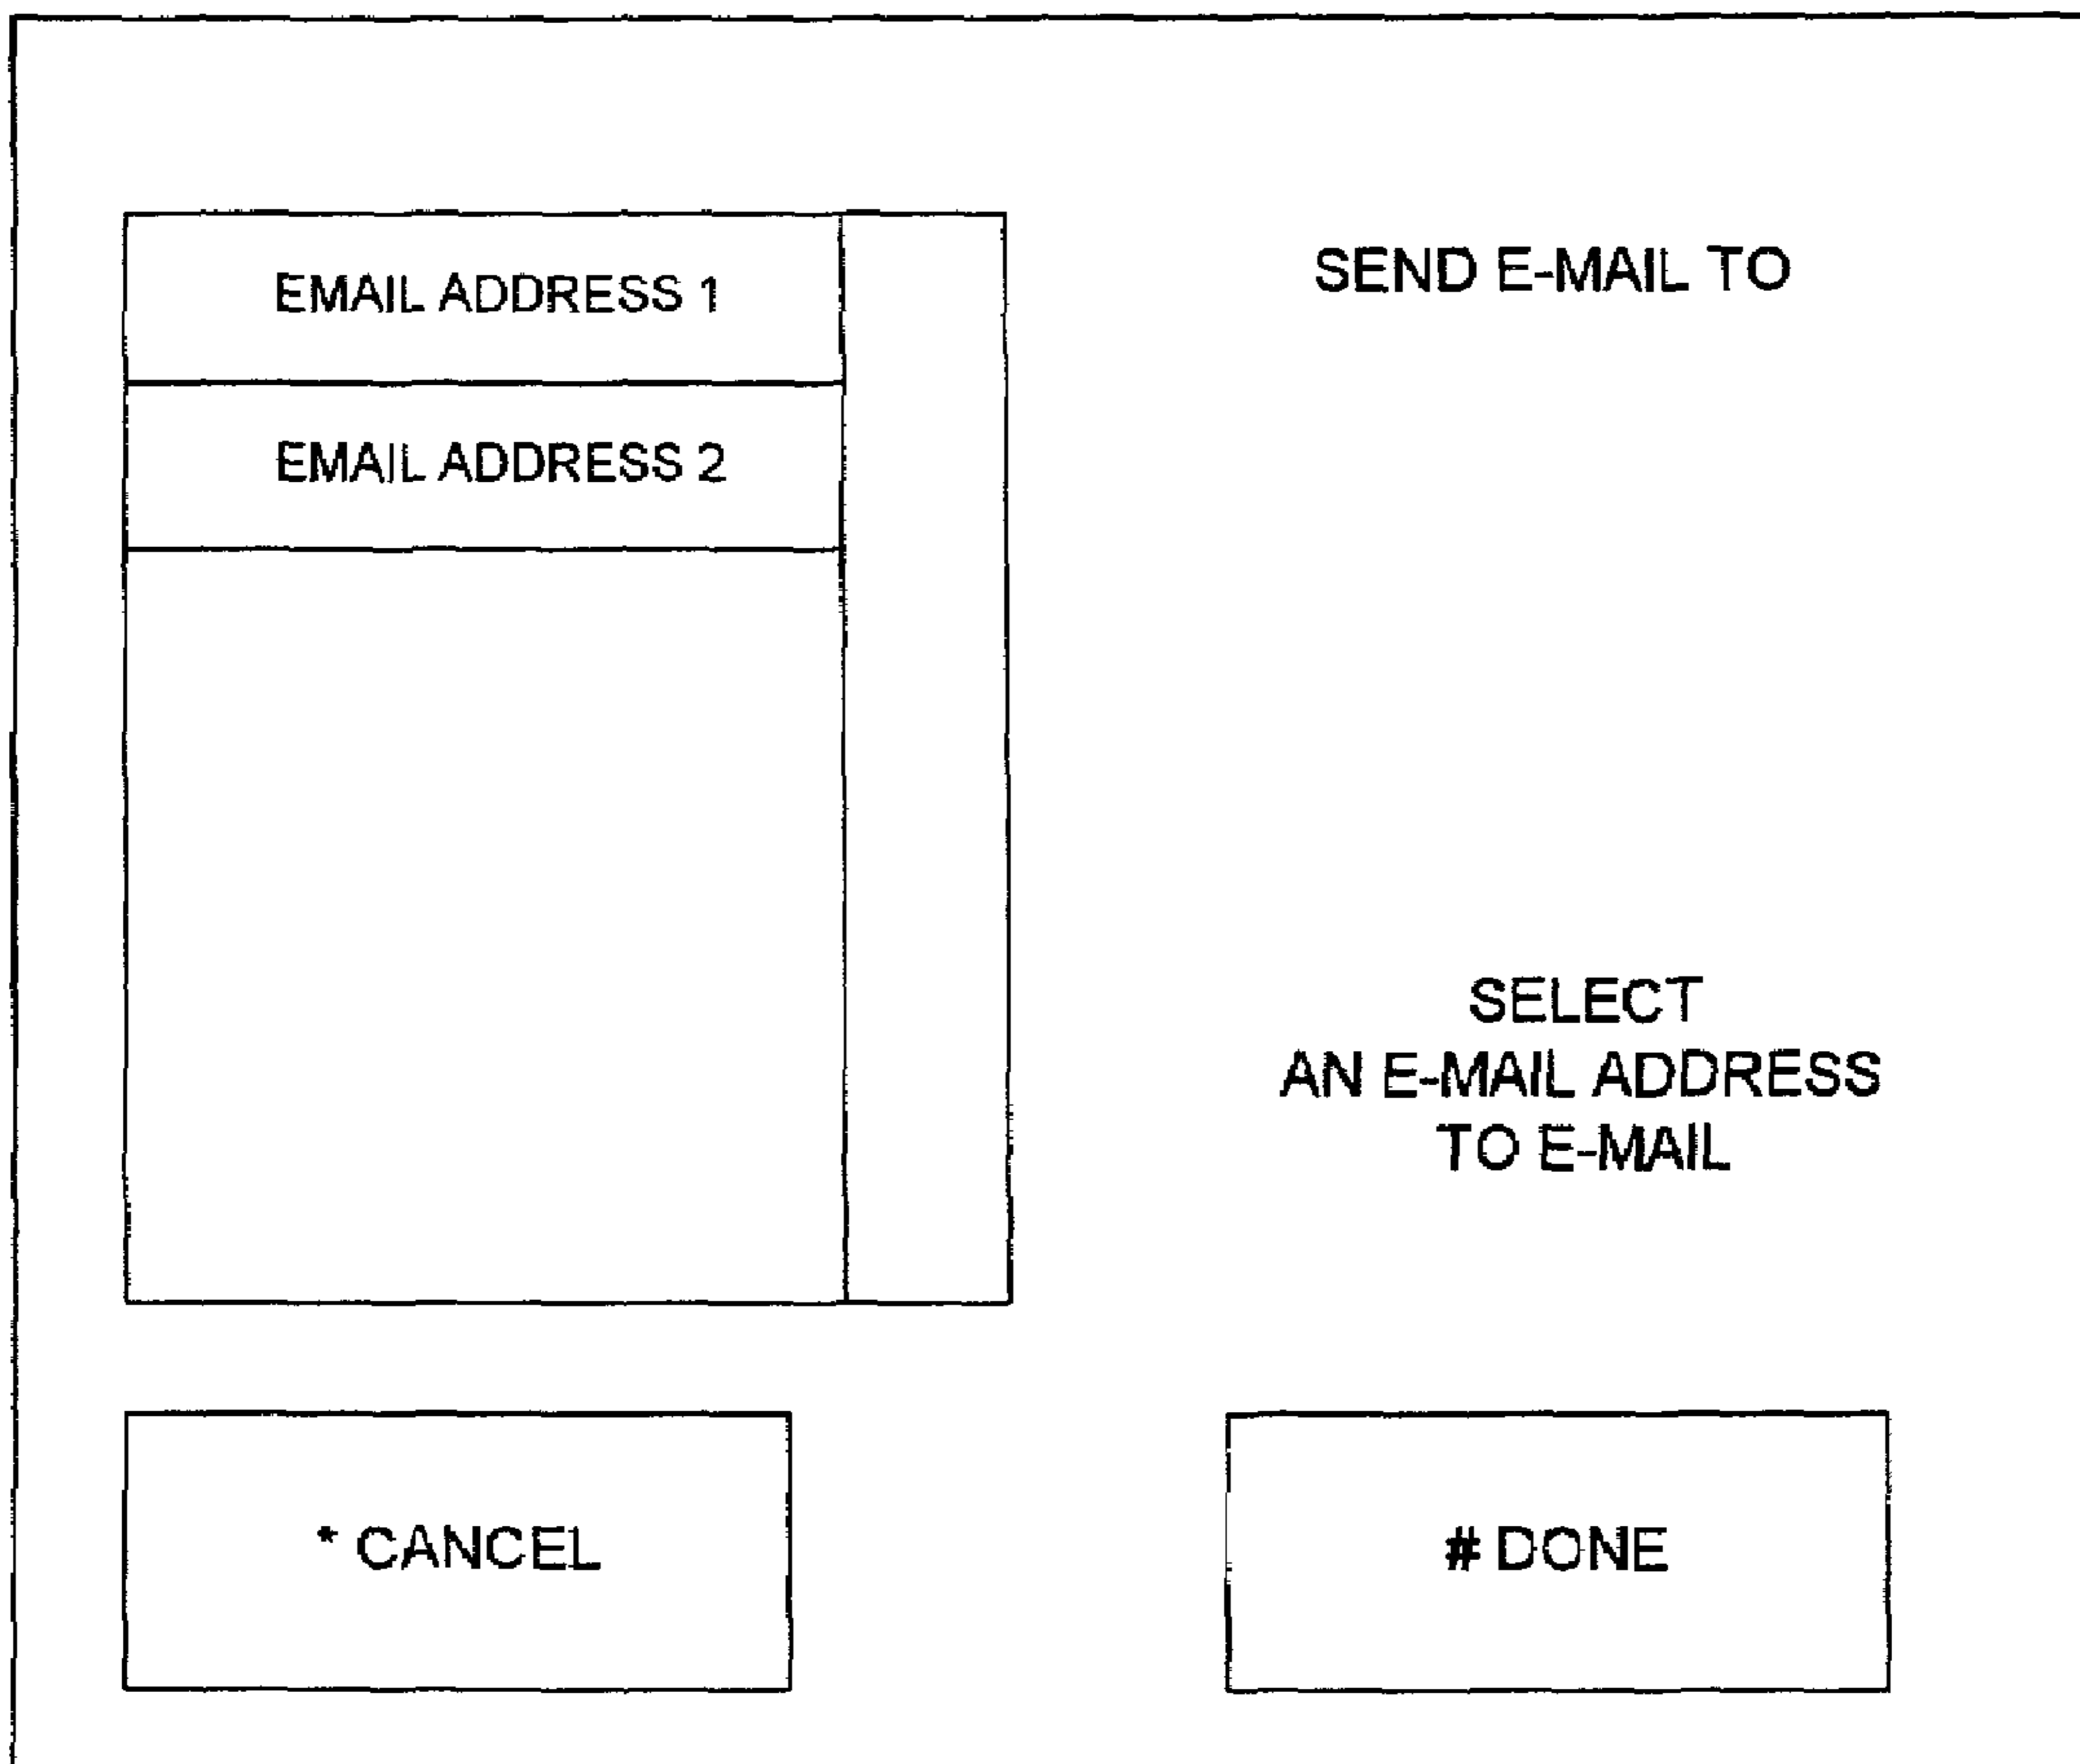 EMAIL ADDRESS 1
EMAIL ADDRESS 2
SEND E-MAIL TO
SELECT
AN E-MAIL ADDRESS
TO E-MAIL
* CANCEL
# DONE